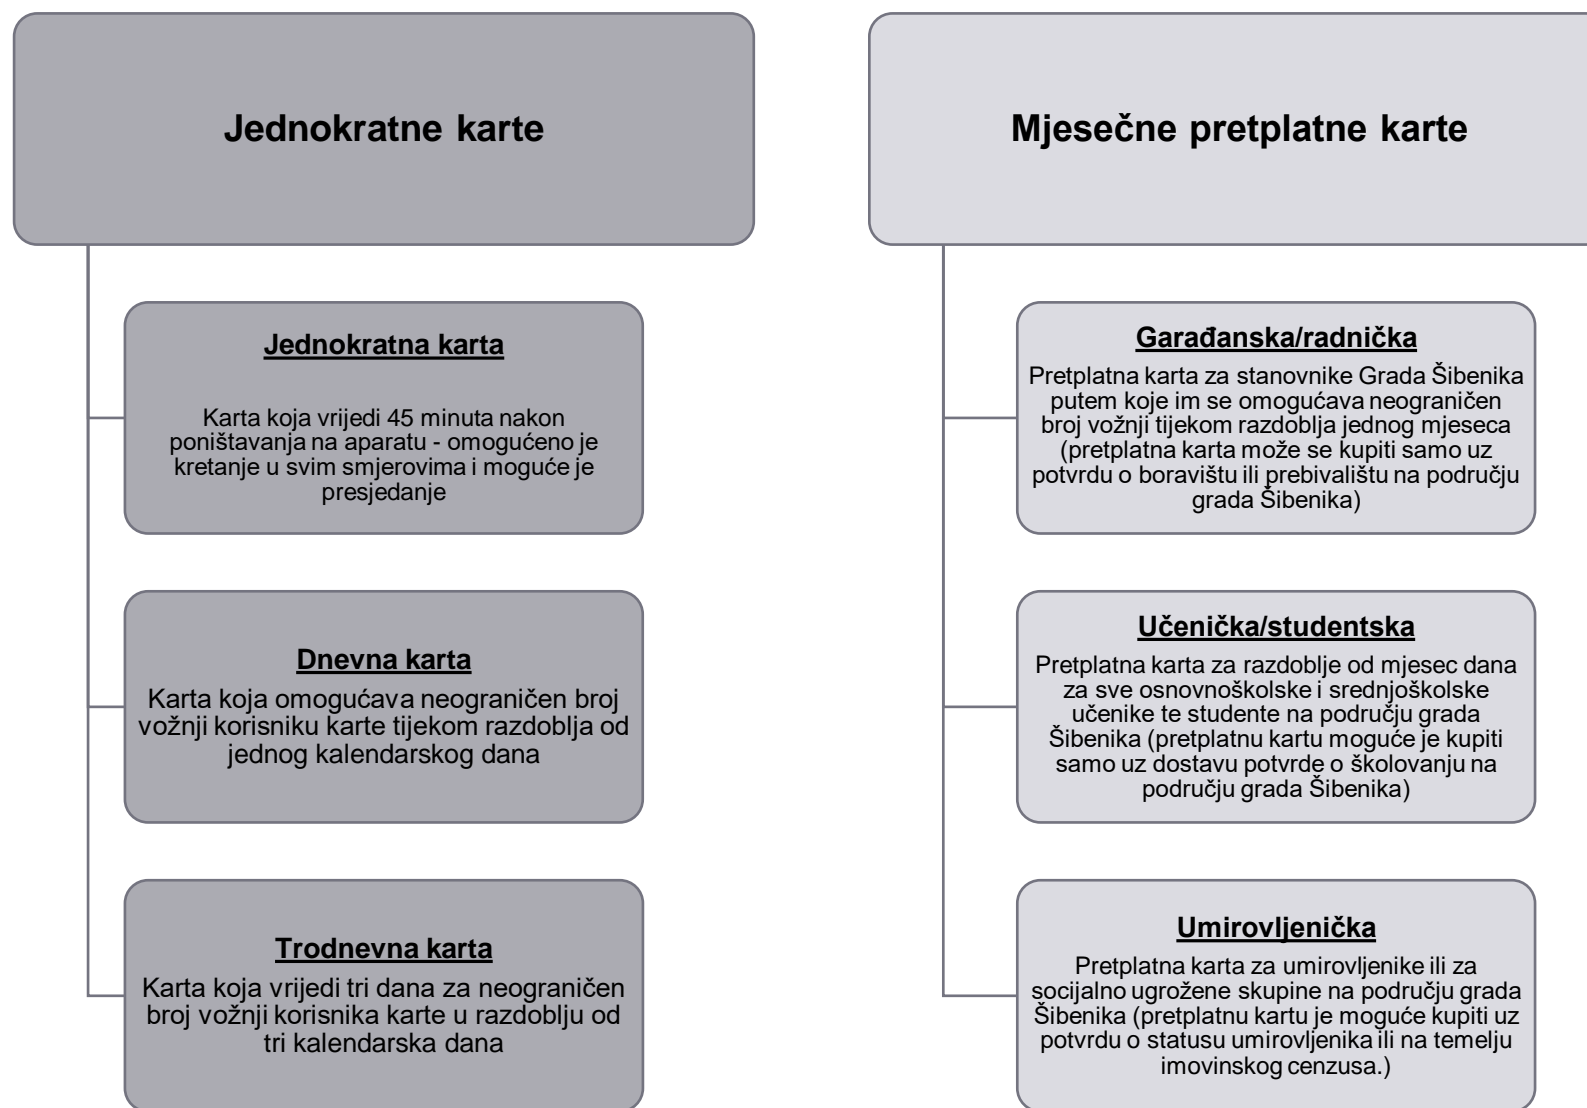 Jednokratne karte
Jednokratna karta
Karta koja vrijedi 45 minuta nakon
poništavanja na aparatu - omogućeno je
kretanje u svim smjerovima i moguće je
presjedanje
Dnevna karta
Karta koja omogućava neograničen broj
vožnji korisniku karte tijekom razdoblja od
jednog kalendarskog dana
Trodnevna karta
Karta koja vrijedi tri dana za neograničen
broj vožnji korisnika karte u razdoblju od
tri kalendarska dana
Mjesečne pretplatne karte
Garađanska/radnička
Pretplatna karta za stanovnike Grada Šibenika
putem koje im se omogućava neograničen
broj vožnji tijekom razdoblja jednog mjeseca
(pretplatna karta može se kupiti samo uz
potvrdu o boravištu ili prebivalištu na području
grada Šibenika)
Učenička/studentska
Pretplatna karta za razdoblje od mjesec dana
za sve osnovnoškolske i srednjoškolske
učenike te studente na području grada
Šibenika (pretplatnu kartu moguće je kupiti
samo uz dostavu potvrde o školovanju na
području grada Šibenika)
Umirovljenička
Pretplatna karta za umirovljenike ili za
socijalno ugrožene skupine na području grada
Šibenika (pretplatnu kartu je moguće kupiti uz
potvrdu o statusu umirovljenika ili na temelju
imovinskog cenzusa.)